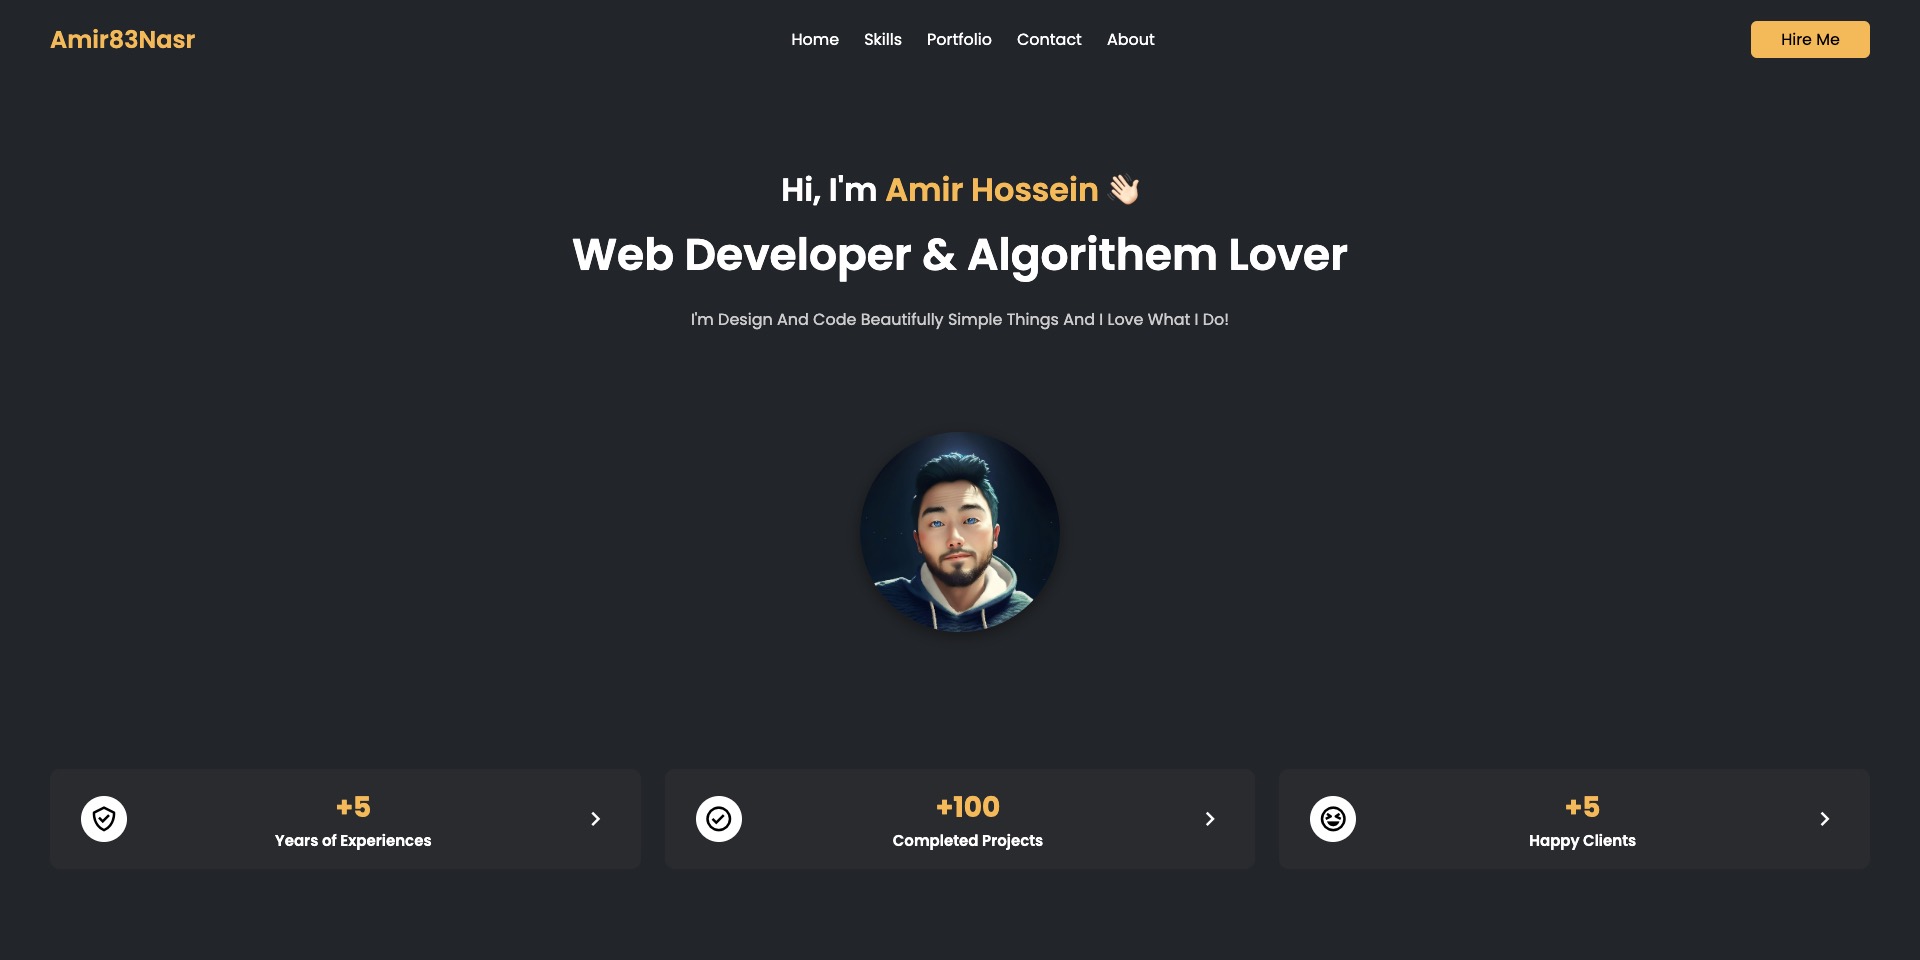 Amir83Nasr
Home Skills Portfolio Contact About
Hire Me
Hi, I'm Amir Hossein 👋🏻
Web Developer & Algorithem Lover
I'm Design And Code Beautifully Simple Things And I Love What I Do!
+5
Years of Experiences
+100
Completed Projects
+5
Happy Clients